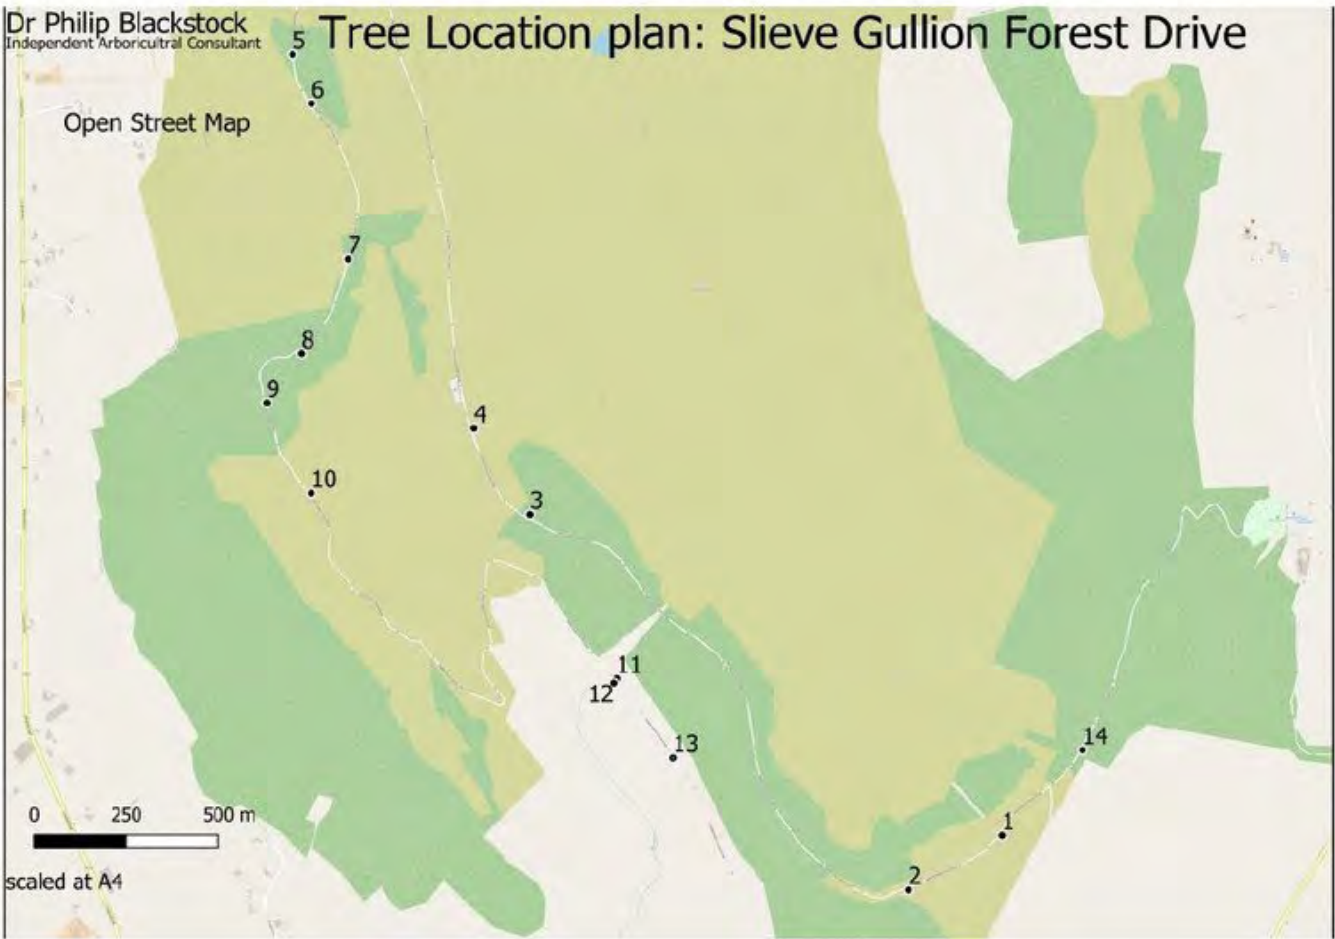 Dr Philip Blackstock
Independent Arboricultral Consultant
Tree Location plan: Slieve Gullion Forest Drive
5
6
Open Street Map
7
8
9
4
10
3
11
12
13
14
0 250 500 m
1
scaled at A4
2